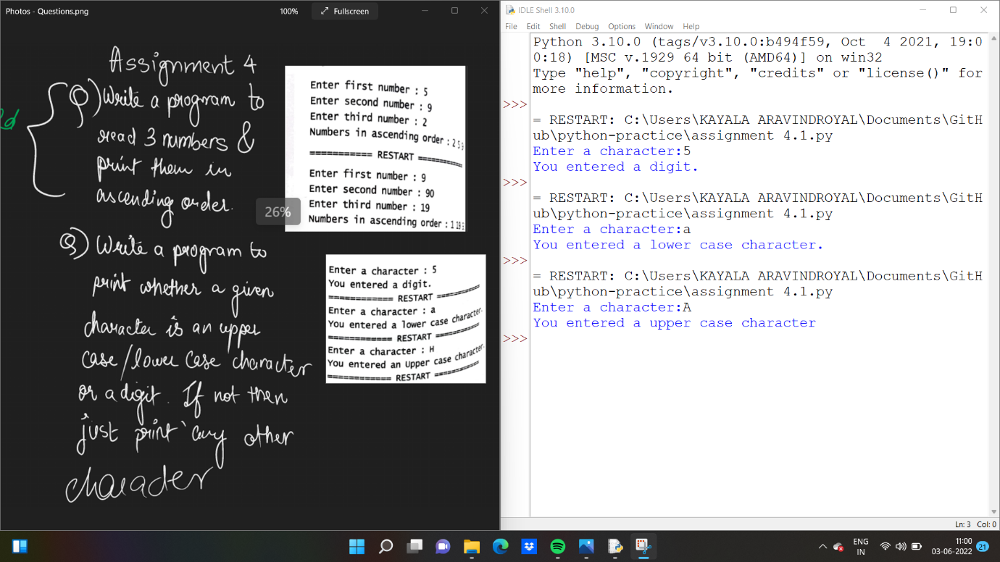 Photos - Questions.png
100%
Fullscreen
Assignment 4
Q) Write a program to
read 3 numbers &
print them in
ascending order.
26%
Enter first number : 5
Enter second number : 9
Enter third number : 2
Numbers in ascending order : 2 5 9
============ RESTART =========
Enter first number : 9
Enter second number : 90
Enter third number : 19
Numbers in ascending order : 1 19
Q) Write a program to
print whether a given
character is an upper
case/lower case character
or a digit. If not then
just print any other
character
Enter a character : 5
You entered a digit.
============ RESTART =========
Enter a character : a
You entered a lower case character.
============ RESTART =========
Enter a character : H
You entered an Upper case character.
============ RESTART =========
IDLE Shell 3.10.0
File Edit Shell Debug Options Window Help
Python 3.10.0 (tags/v3.10.0:b494f59, Oct 4 2021, 19:0
0:18) [MSC v.1929 64 bit (AMD64)] on win32
Type "help", "copyright", "credits" or "license()" for
more information.
>>>
= RESTART: C:\Users\KAYALA ARAVINDROYAL\Documents\GitH
ub\python-practice\assignment 4.1.py
Enter a character:5
You entered a digit.
>>>
= RESTART: C:\Users\KAYALA ARAVINDROYAL\Documents\GitH
ub\python-practice\assignment 4.1.py
Enter a character:a
You entered a lower case character.
>>>
= RESTART: C:\Users\KAYALA ARAVINDROYAL\Documents\GitH
ub\python-practice\assignment 4.1.py
Enter a character:A
You entered a upper case character
>>>
Ln: 3 Col: 0
ENG
IN
11:00
03-06-2022
21